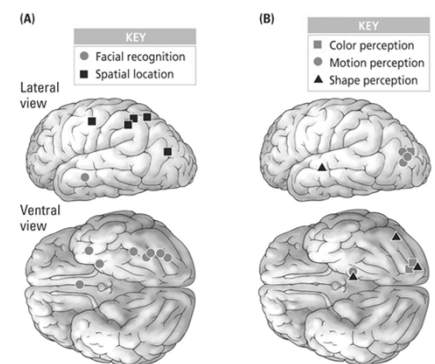 (A)
KEY
Facial recognition
Spatial location
Lateral
view
Ventral
view
(B)
KEY
Color perception
Motion perception
Shape perception